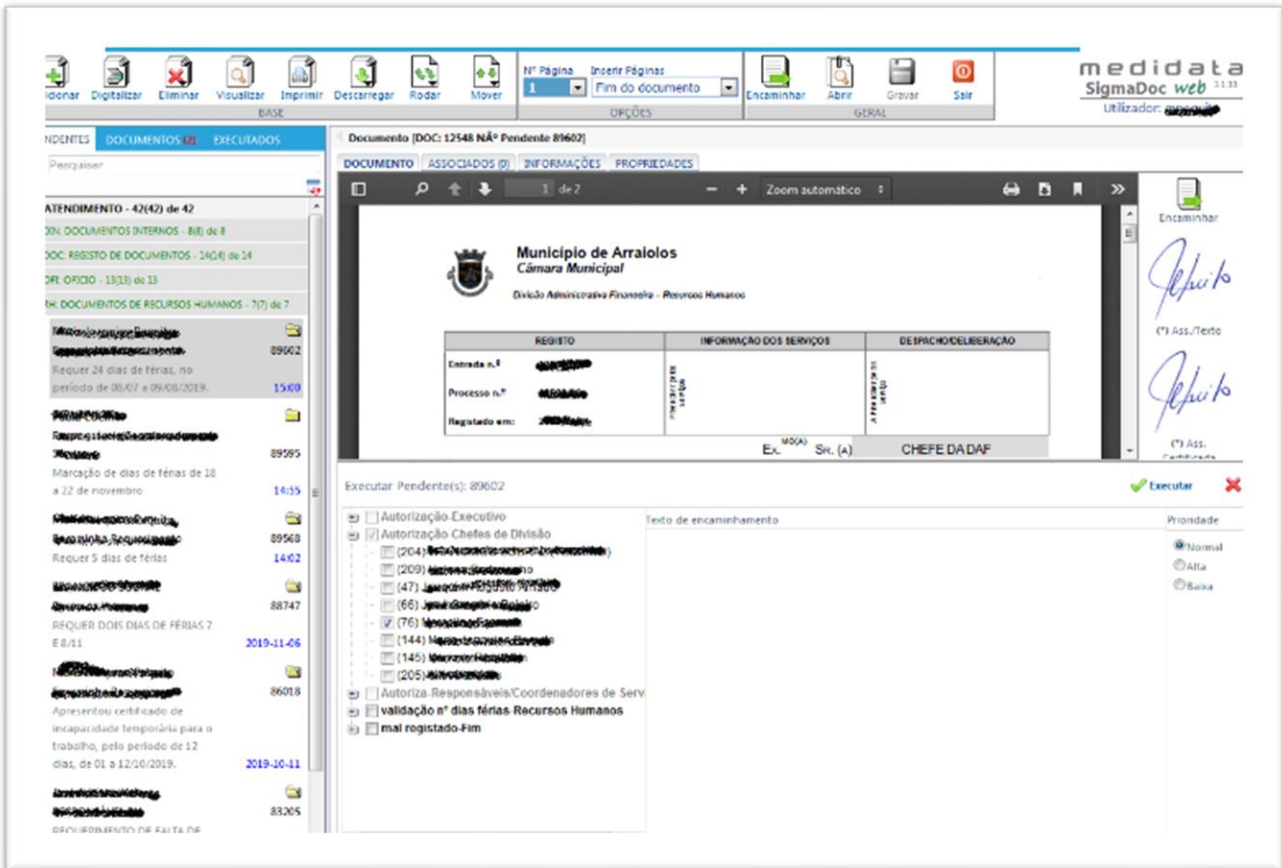 Nº Página Inserir Páginas
1 Fim do documento
cionar Digitalizar Eliminar Visualizar Imprimir Descarregar Rodar Mover Encaminhar Abrir Gravar Sair
BASE OPÇÕES GERAL
medidata
SigmaDoc web 3.1.33
Utilizador:
NDENTES DOCUMENTOS (2) EXECUTADOS
Pesquiser
ATENDIMENTO - 42(42) de 42
DIN: DOCUMENTOS INTERNOS - 8(8) de 8
DOC: REGISTO DE DOCUMENTOS - 14(14) de 14
OFI: OFICIO - 13(13) de 13
RH: DOCUMENTOS DE RECURSOS HUMANOS - 7(7) de 7
89602
Requer 24 dias de férias, no
período de 08/07 a 09/08/2019. 15:00
89595
Marcação de dias de férias de 18
a 22 de novembro 14:55
89568
Requer 5 dias de férias 14:02
88747
REQUER DOIS DIAS DE FÉRIAS 7
E 8/11 2019-11-06
86018
Apresentou certificado de
incapacidade temporária para o
trabalho, pelo período de 12
dias, de 01 a 12/10/2019. 2019-10-11
83205
REQUERIMENTO DE FALTA DE
Documento [DOC: 12548 NÂº Pendente 89602]
DOCUMENTO ASSOCIADOS (0) INFORMAÇÕES PROPRIEDADES
1 de 2 Zoom automático
Município de Arraiolos
Câmara Municipal
Divisão Administrativa Financeira - Recursos Humanos
REGISTO INFORMAÇÃO DOS SERVIÇOS DESPACHO/DELIBERAÇÃO
Entrada n.º
Processo n.º
Registado em:
EX.MO(A) SR. (A) CHEFE DA DAF
Encaminhar
(*) Ass./Texto
(*) Ass.
Certificada
Executar Pendente(s): 89602 Executar
Autorização-Executivo
Autorização-Chefes de Divisão
(204)
(209)
(47)
(66)
(76)
(144)
(145)
(205)
Autoriza-Responsáveis/Coordenadores de Servi
validação nº dias férias-Recursos Humanos
mal registado-Fim
Texto de encaminhamento
Prioridade
Normal
Alta
Baixa